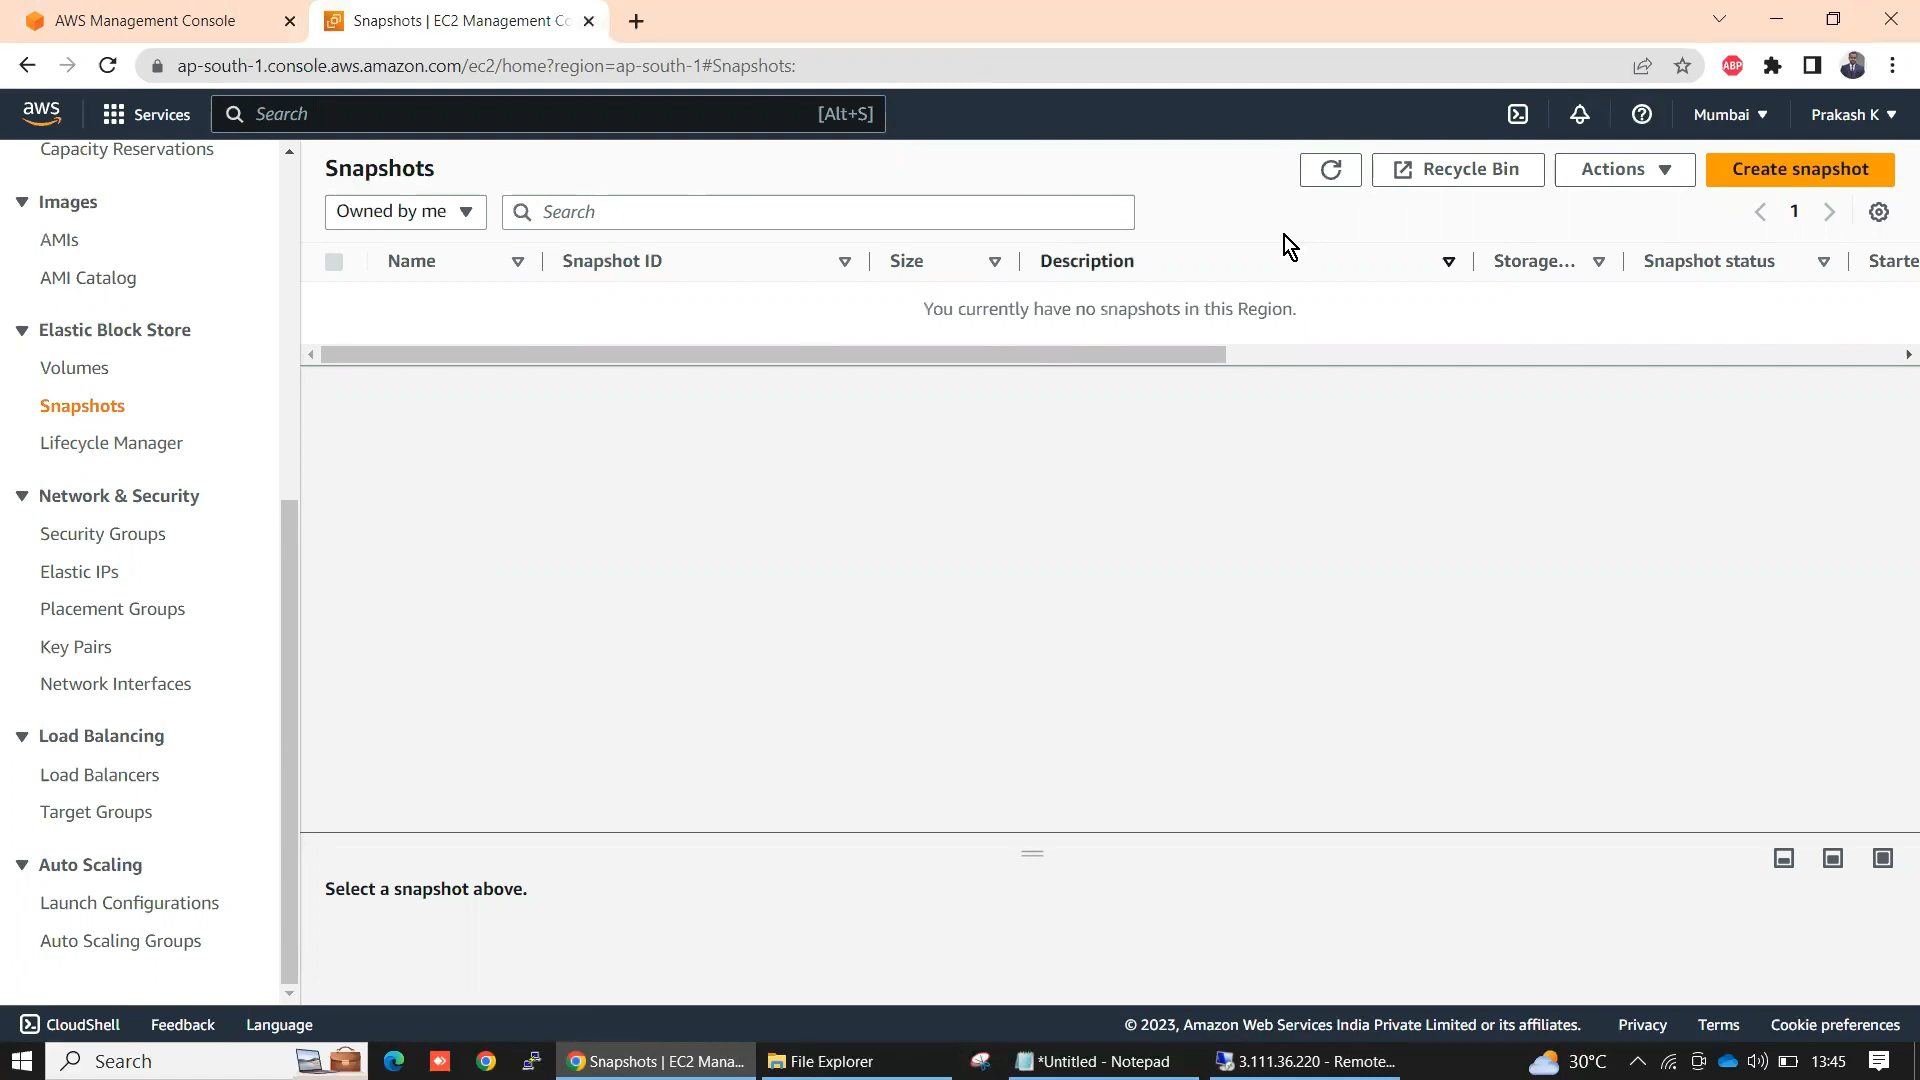 AWS Management Console
Snapshots | EC2 Management Co
ap-south-1.console.aws.amazon.com/ec2/home?region=ap-south-1#Snapshots:
ABP
aws
Services
Search
[Alt+S]
Mumbai
Prakash K
Capacity Reservations
Images
AMIs
AMI Catalog
Elastic Block Store
Volumes
Snapshots
Lifecycle Manager
Network & Security
Security Groups
Elastic IPs
Placement Groups
Key Pairs
Network Interfaces
Load Balancing
Load Balancers
Target Groups
Auto Scaling
Launch Configurations
Auto Scaling Groups
Snapshots
Recycle Bin
Actions
Create snapshot
Owned by me
Search
1
Name
Snapshot ID
Size
Description
Storage...
Snapshot status
Starte
You currently have no snapshots in this Region.
Select a snapshot above.
CloudShell
Feedback
Language
© 2023, Amazon Web Services India Private Limited or its affiliates.
Privacy
Terms
Cookie preferences
Search
Snapshots | EC2 Mana...
File Explorer
*Untitled - Notepad
3.111.36.220 - Remote...
30°C
13:45